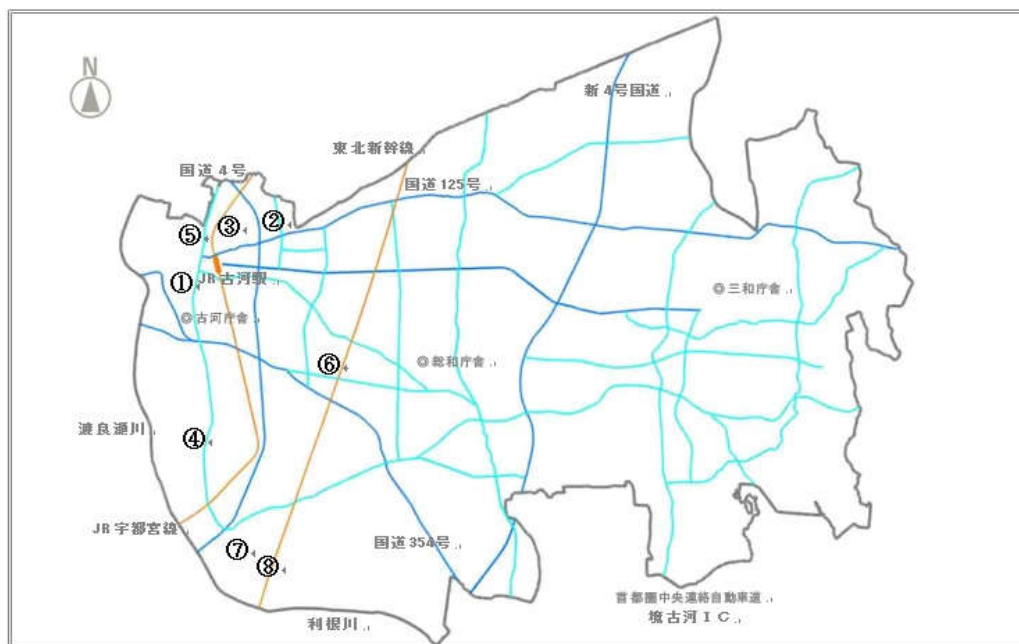 N
新4号国道
東北新幹線
国道4号
国道125号
②
③
⑤
①
JR古河駅
◎三和庁舎
◎古河庁舎
◎総和庁舎
⑥
渡良瀬川
④
JR宇都宮線
国道354号
⑦
⑧
首都圏中央連絡自動車道
境古河IC
利根川